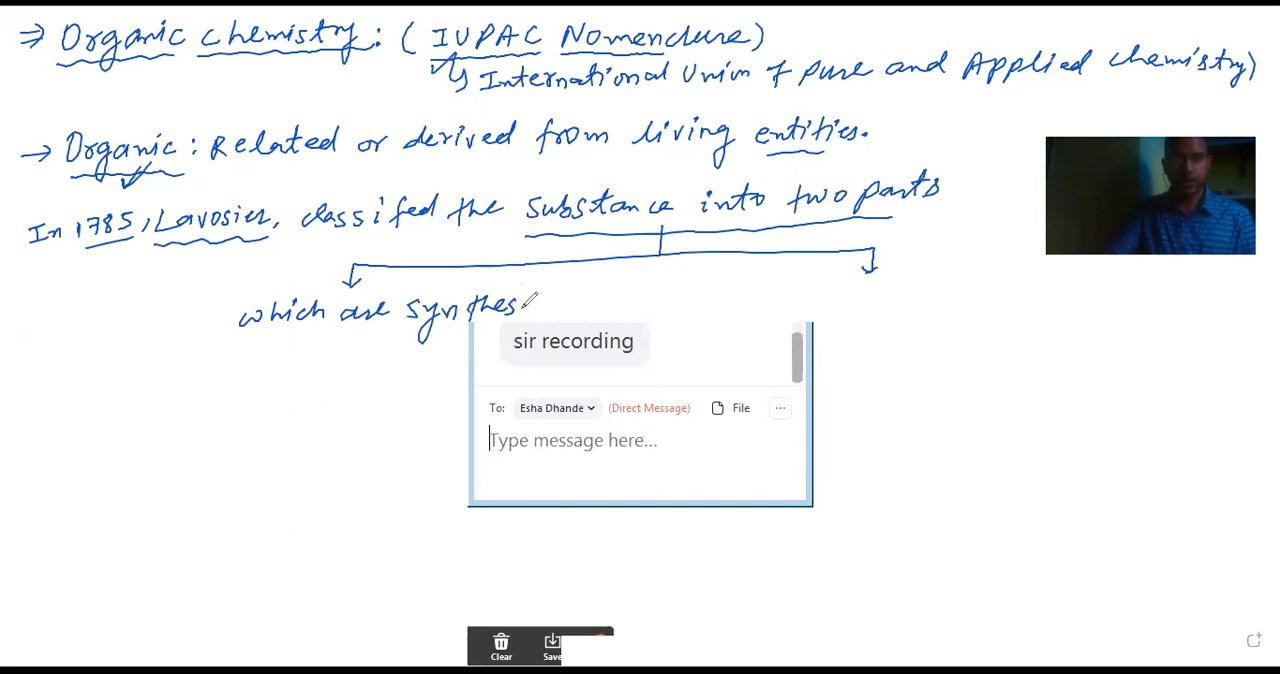 ⇒ Organic chemistry: (IUPAC Nomenclure)
↳ International Union of pure and Applied chemistry)
→ Organic: Related or derived from living entities.
In 1785, Lavosier, classifed the substance into two parts
which are synthes
sir recording
To: Esha Dhande (Direct Message) File ...
Type message here...
Clear Save